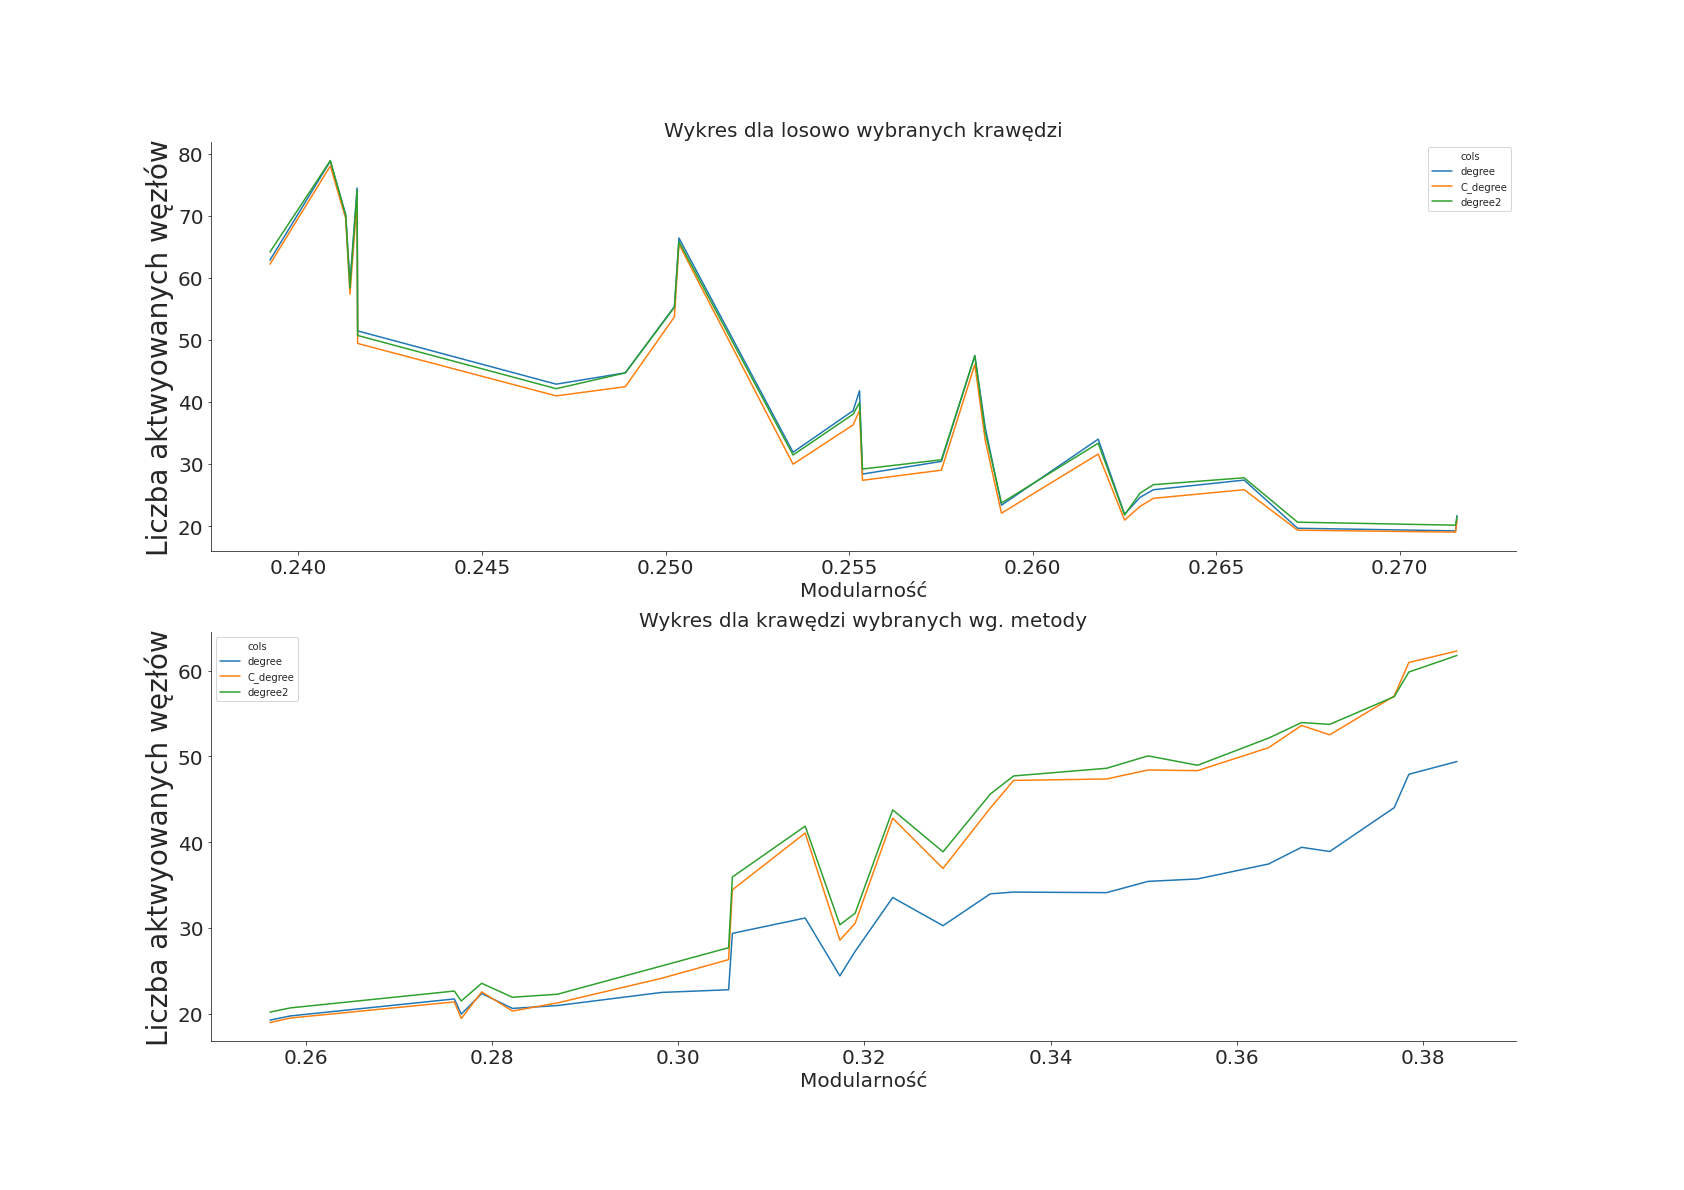 Wykres dla losowo wybranych krawędzi
Liczba aktwyowanych węzłów
80
70
60
50
40
30
20
cols
degree
C_degree
degree2
0.240 0.245 0.250 0.255 0.260 0.265 0.270
Modularność
Wykres dla krawędzi wybranych wg. metody
Liczba aktwyowanych węzłów
cols
degree
C_degree
degree2
60
50
40
30
20
0.26 0.28 0.30 0.32 0.34 0.36 0.38
Modularność